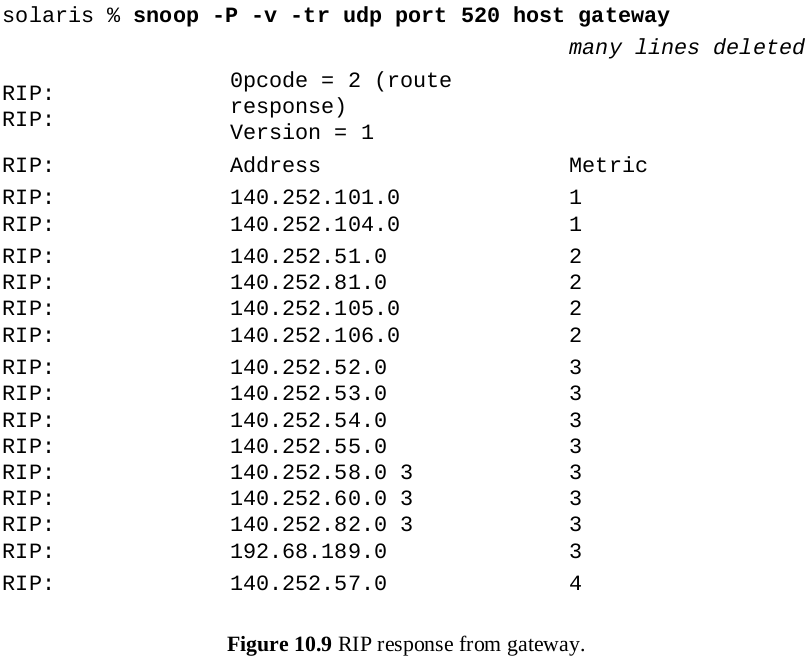 solaris % snoop -P -v -tr udp port 520 host gateway
many lines deleted
RIP: 0pcode = 2 (route
response)
RIP: Version = 1
RIP: Address Metric
RIP: 140.252.101.0 1
RIP: 140.252.104.0 1
RIP: 140.252.51.0 2
RIP: 140.252.81.0 2
RIP: 140.252.105.0 2
RIP: 140.252.106.0 2
RIP: 140.252.52.0 3
RIP: 140.252.53.0 3
RIP: 140.252.54.0 3
RIP: 140.252.55.0 3
RIP: 140.252.58.0 3 3
RIP: 140.252.60.0 3 3
RIP: 140.252.82.0 3 3
RIP: 192.68.189.0 3
RIP: 140.252.57.0 4
Figure 10.9 RIP response from gateway.